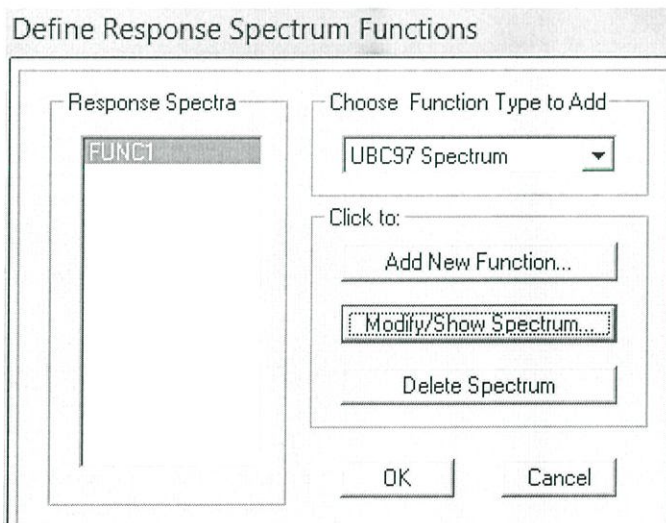 Define Response Spectrum Functions
Response Spectra
FUNC1
Choose Function Type to Add
UBC97 Spectrum
Click to:
Add New Function...
Modify/Show Spectrum...
Delete Spectrum
OK
Cancel